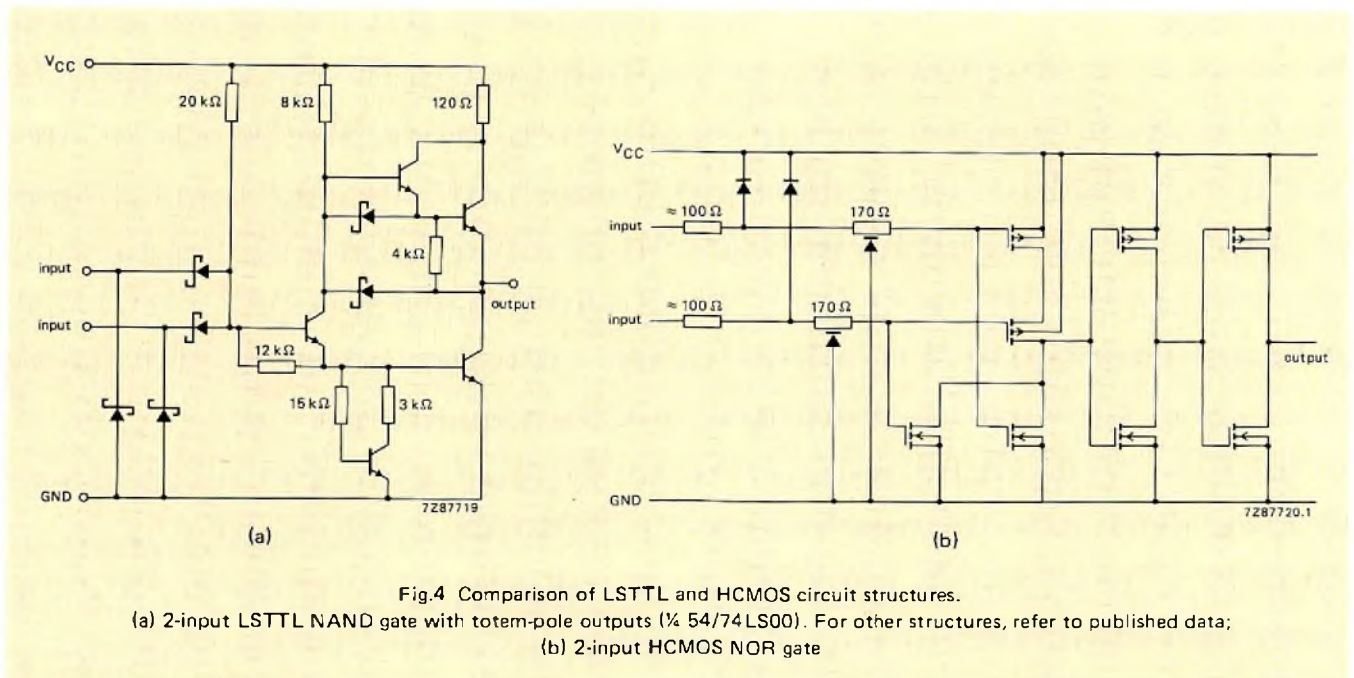 VCC
20 kΩ
8 kΩ
120 Ω
4 kΩ
input
output
input
12 kΩ
15 kΩ
3 kΩ
GND
7Z87719
(a)
VCC
input
≈ 100 Ω
170 Ω
input
≈ 100 Ω
170 Ω
output
GND
7Z87720.1
(b)
Fig.4 Comparison of LSTTL and HCMOS circuit structures.
(a) 2-input LSTTL NAND gate with totem-pole outputs (¼ 54/74LS00). For other structures, refer to published data;
(b) 2-input HCMOS NOR gate